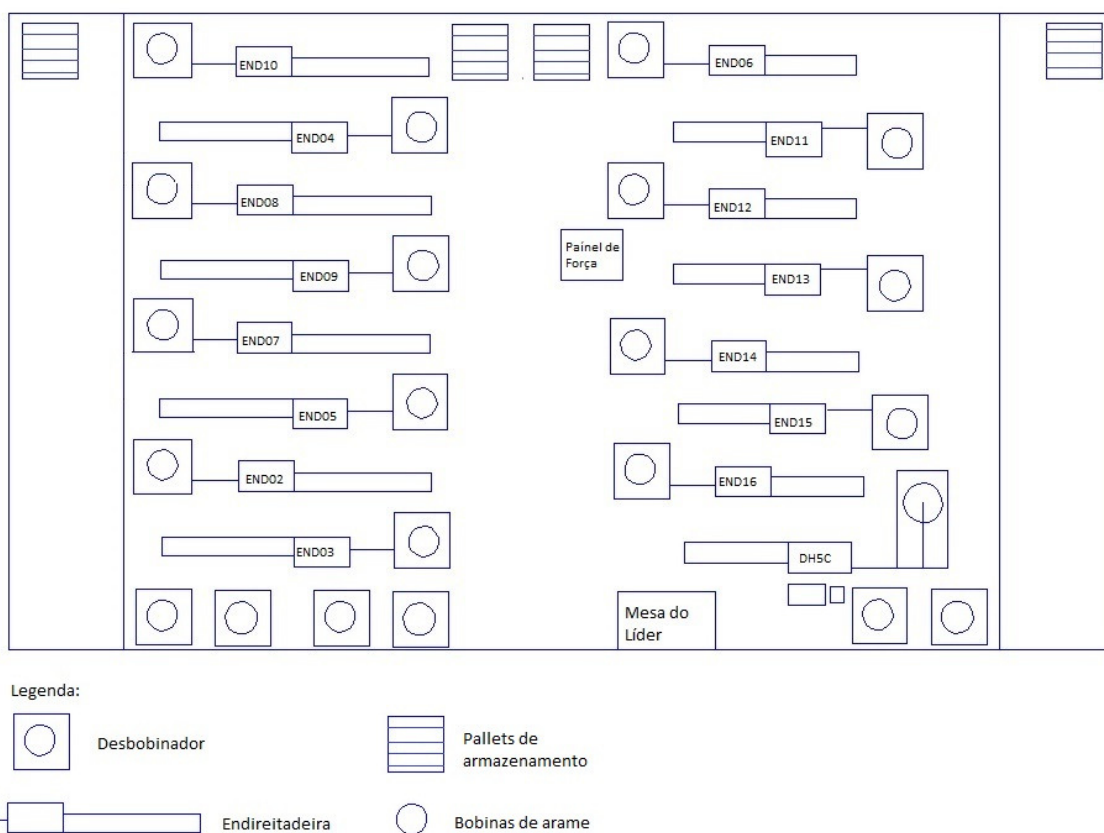 END10
END06
END04
END11
END08
END12
Paínel de
Força
END09
END13
END07
END14
END05
END15
END02
END16
END03
DH5C
Mesa do
Líder
Legenda:
Desbobinador
Pallets de
armazenamento
Endireitadeira
Bobinas de arame